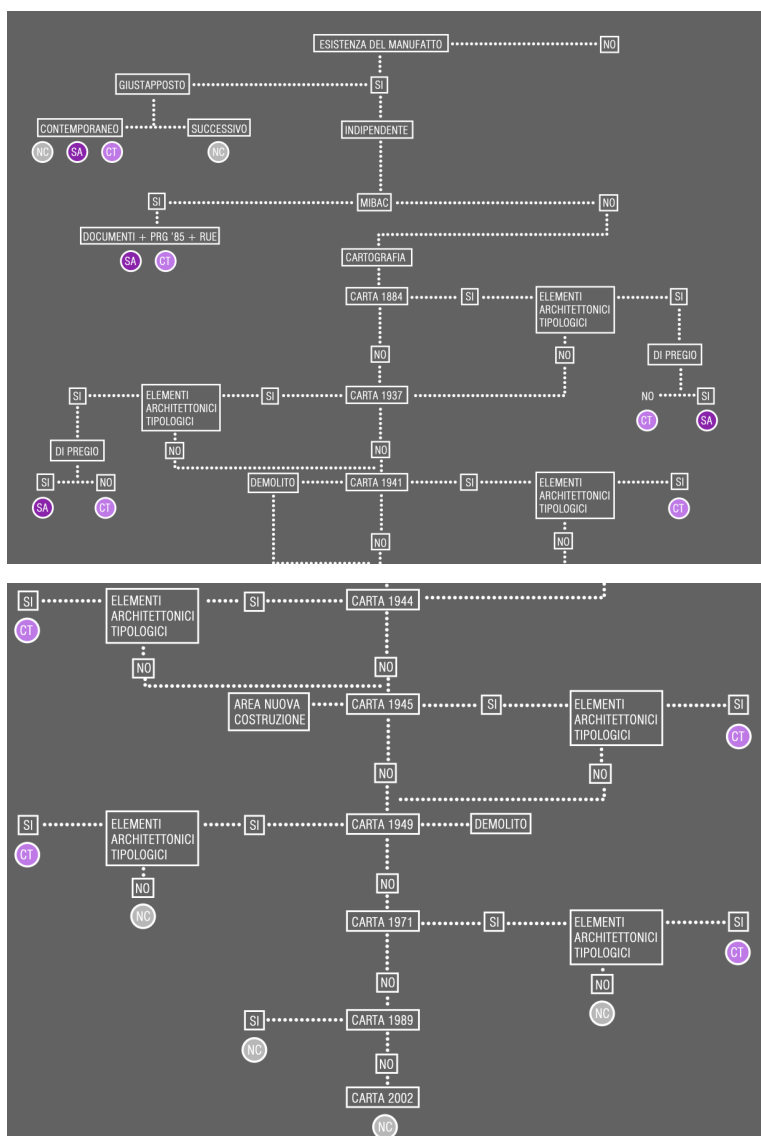 ESISTENZA DEL MANUFATTO
NO
GIUSTAPPOSTO
SI
CONTEMPORANEO
SUCCESSIVO
INDIPENDENTE
NC
SA
CT
NC
SI
MIBAC
NO
DOCUMENTI + PRG '85 + RUE
SA
CT
CARTOGRAFIA
CARTA 1884
SI
ELEMENTI
ARCHITETTONICI
TIPOLOGICI
SI
NO
NO
DI PREGIO
SI
ELEMENTI
ARCHITETTONICI
TIPOLOGICI
SI
CARTA 1937
NO
SI
CT
SA
DI PREGIO
NO
NO
SI
NO
SA
CT
DEMOLITO
CARTA 1941
SI
ELEMENTI
ARCHITETTONICI
TIPOLOGICI
SI
CT
NO
NO
SI
CT
ELEMENTI
ARCHITETTONICI
TIPOLOGICI
SI
CARTA 1944
NO
NO
AREA NUOVA
COSTRUZIONE
CARTA 1945
SI
ELEMENTI
ARCHITETTONICI
TIPOLOGICI
SI
CT
NO
NO
SI
CT
ELEMENTI
ARCHITETTONICI
TIPOLOGICI
SI
CARTA 1949
DEMOLITO
NO
NC
NO
CARTA 1971
SI
ELEMENTI
ARCHITETTONICI
TIPOLOGICI
SI
CT
NO
NO
NC
SI
NC
CARTA 1989
NO
CARTA 2002
NC